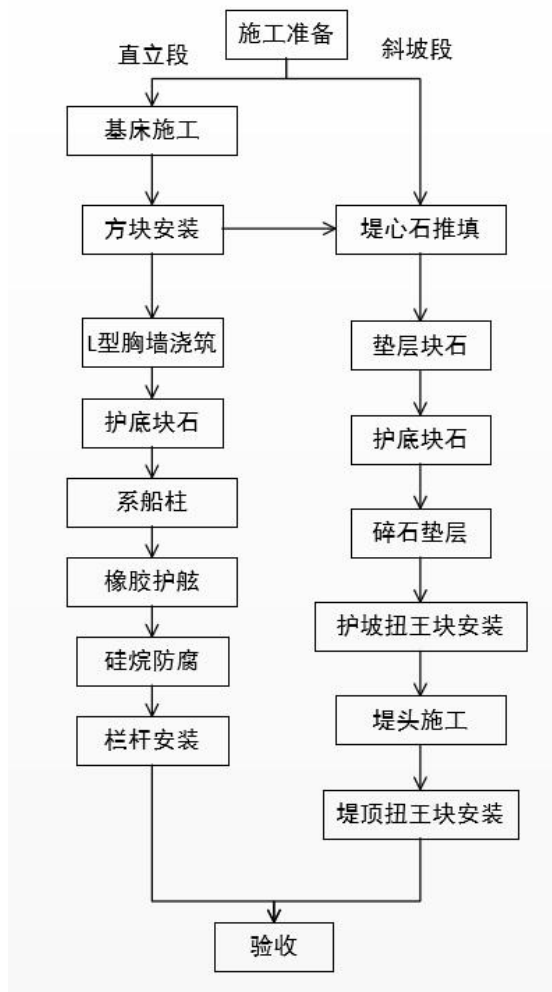 施工准备
直立段
斜坡段
基床施工
方块安装
堤心石推填
L型胸墙浇筑
垫层块石
护底块石
护底块石
系船柱
碎石垫层
橡胶护舷
护坡扭王块安装
硅烷防腐
堤头施工
栏杆安装
堤顶扭王块安装
验收